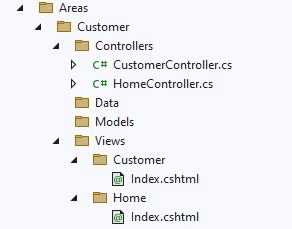 Areas
Customer
Controllers
C# CustomerController.cs
C# HomeController.cs
Data
Models
Views
Customer
@ Index.cshtml
Home
@ Index.cshtml